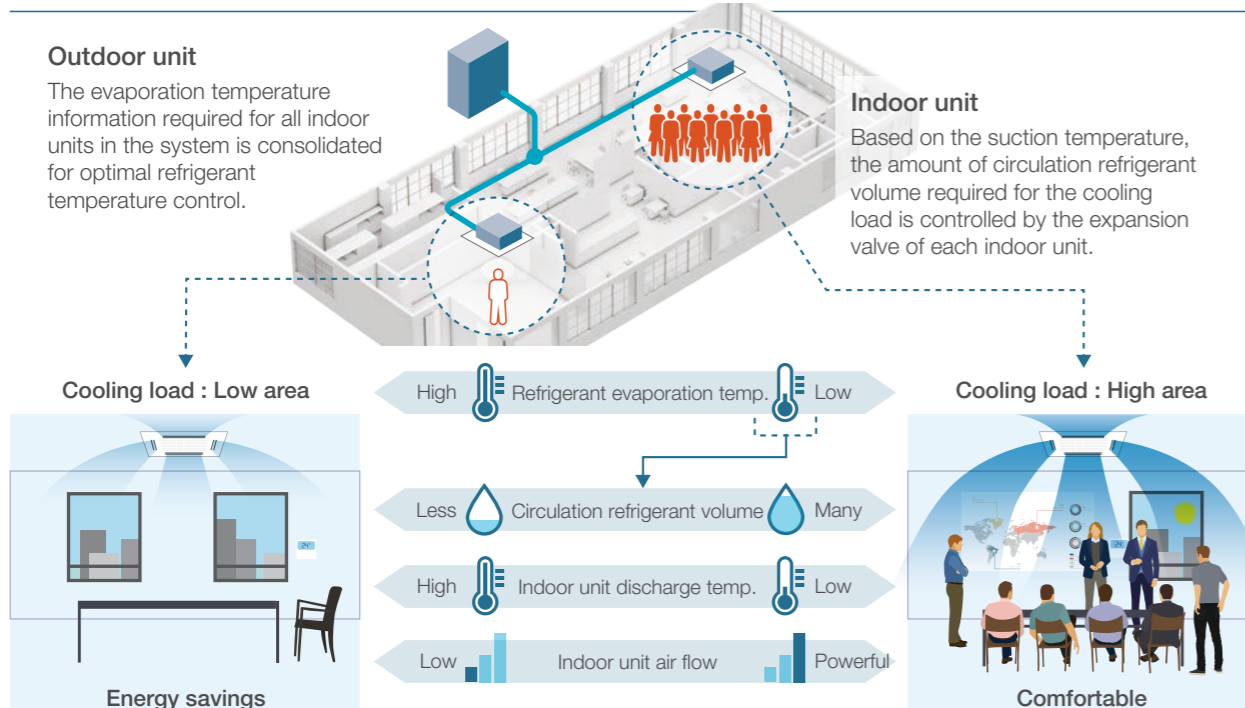 Outdoor unit
The evaporation temperature
information required for all indoor
units in the system is consolidated
for optimal refrigerant
temperature control.
Indoor unit
Based on the suction temperature,
the amount of circulation refrigerant
volume required for the cooling
load is controlled by the expansion
valve of each indoor unit.
Cooling load : Low area
High Refrigerant evaporation temp. Low
Cooling load : High area
Less Circulation refrigerant volume Many
High Indoor unit discharge temp. Low
Low Indoor unit air flow Powerful
Energy savings
Comfortable